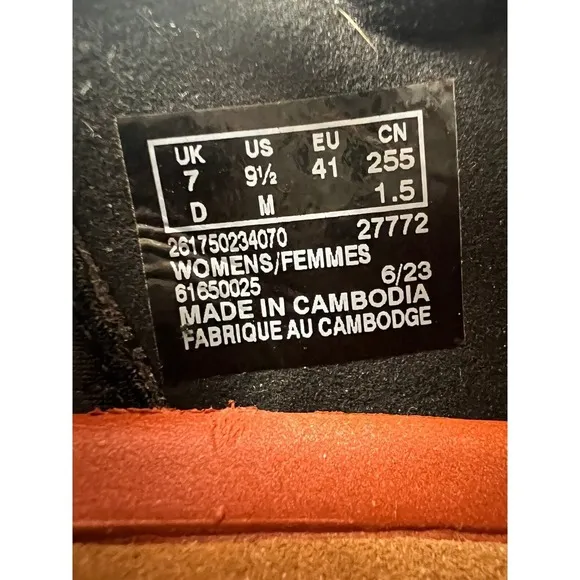 UK US EU CN
7 9½ 41 255
D M 1.5
261750234070 27772
WOMENS/FEMMES
61650025 6/23
MADE IN CAMBODIA
FABRIQUE AU CAMBODGE